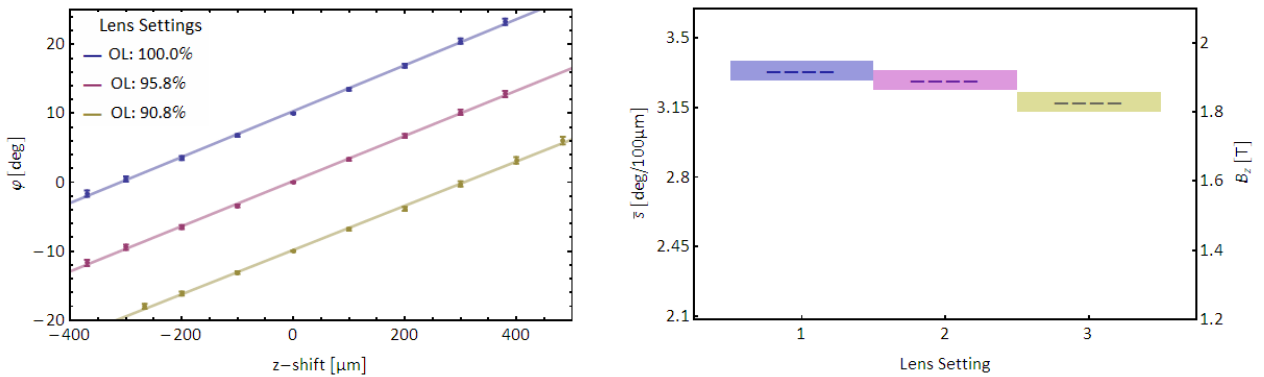 Lens Settings
OL: 100.0%
OL: 95.8%
OL: 90.8%
20
10
0
−10
−20
φ [deg]
−400
−200
0
200
400
z−shift [μm]
3.5
3.15
2.8
2.45
2.1
s̄ [deg/100μm]
2
1.8
1.6
1.4
1.2
B_z [T]
1
2
3
Lens Setting